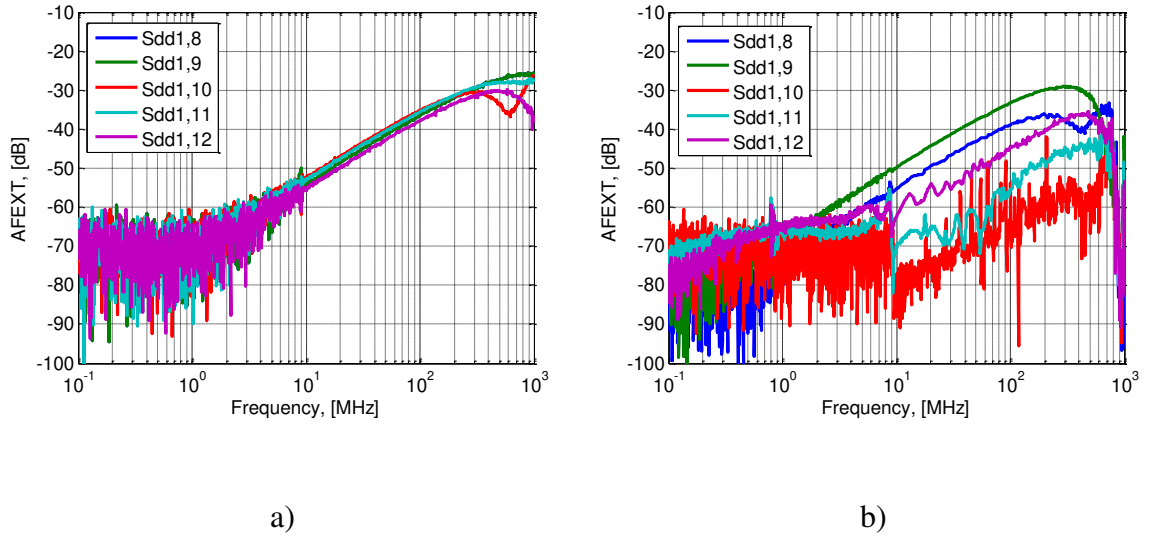 -10
-20
-30
-40
-50
-60
-70
-80
-90
-100
AFEXT, [dB]
Sdd1,8
Sdd1,9
Sdd1,10
Sdd1,11
Sdd1,12
10-1 100 101 102 103
Frequency, [MHz]
a)
-10
-20
-30
-40
-50
-60
-70
-80
-90
-100
AFEXT, [dB]
Sdd1,8
Sdd1,9
Sdd1,10
Sdd1,11
Sdd1,12
10-1 100 101 102 103
Frequency, [MHz]
b)